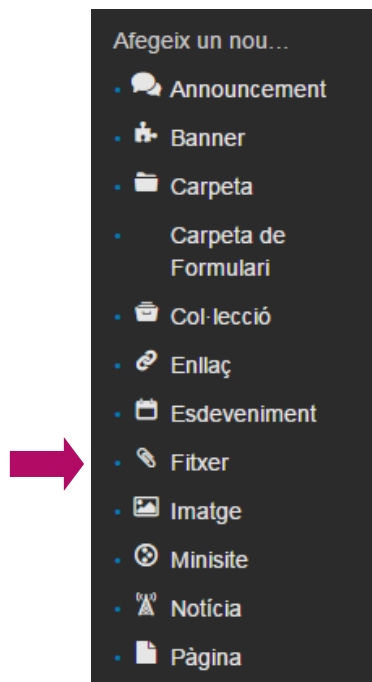 Afegeix un nou...
Announcement
Banner
Carpeta
Carpeta de
Formulari
Col·lecció
Enllaç
Esdeveniment
Fitxer
Imatge
Minisite
Notícia
Pàgina